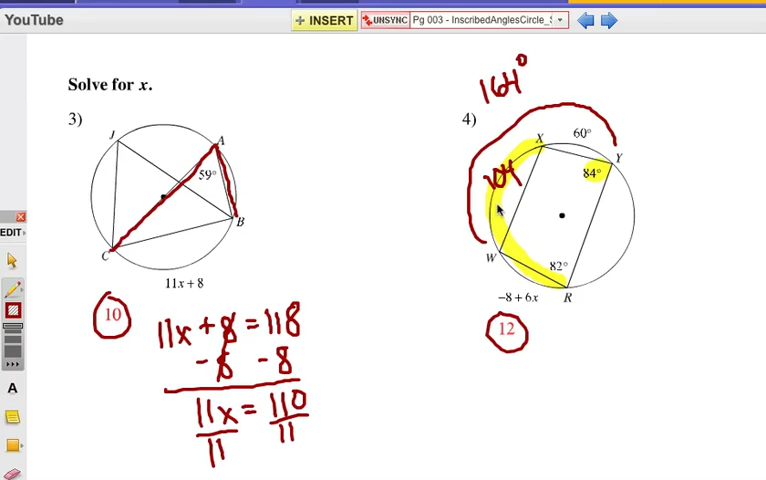 YouTube
INSERT
UNSYNC
Pg 003 - InscribedAnglesCircle_S
EDIT
A
Solve for x.
3)
J
A
59°
B
C
11x + 8
10
11x + 8 = 118
- 8 - 8
11x = 110
11 11
4)
164°
60°
X
Y
104
84°
W
82°
R
−8 + 6x
12